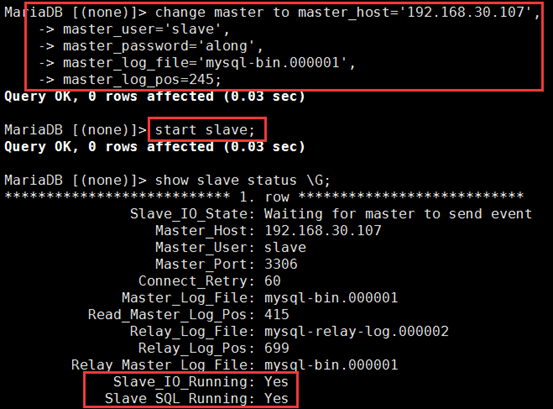 MariaDB [(none)]> change master to master_host='192.168.30.107',
    -> master_user='slave',
    -> master_password='along',
    -> master_log_file='mysql-bin.000001',
    -> master_log_pos=245;
Query OK, 0 rows affected (0.03 sec)
MariaDB [(none)]> start slave;
Query OK, 0 rows affected (0.03 sec)
MariaDB [(none)]> show slave status \G;
*************************** 1. row ***************************
Slave_IO_State: Waiting for master to send event
Master_Host: 192.168.30.107
Master_User: slave
Master_Port: 3306
Connect_Retry: 60
Master_Log_File: mysql-bin.000001
Read_Master_Log_Pos: 415
Relay_Log_File: mysql-relay-log.000002
Relay_Log_Pos: 699
Relay_Master_Log_File: mysql-bin.000001
Slave_IO_Running: Yes
Slave_SQL_Running: Yes